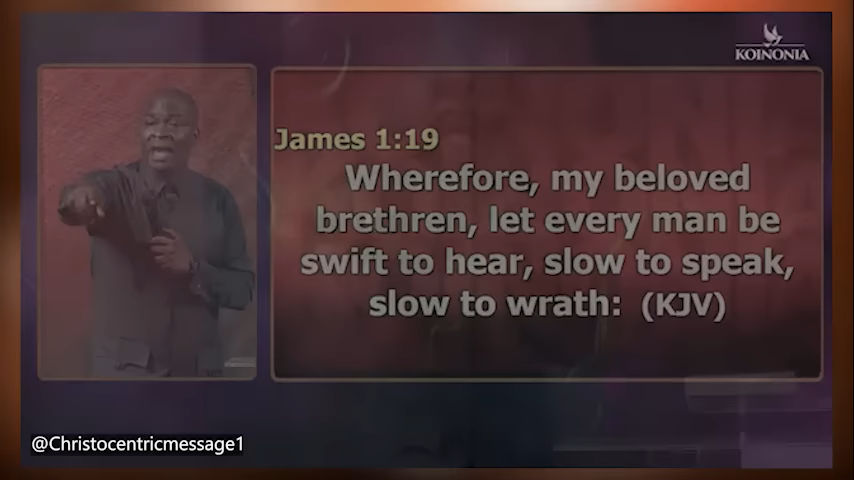 KOINONIA
James 1:19
Wherefore, my beloved
brethren, let every man be
swift to hear, slow to speak,
slow to wrath: (KJV)
@Christocentricmessage1